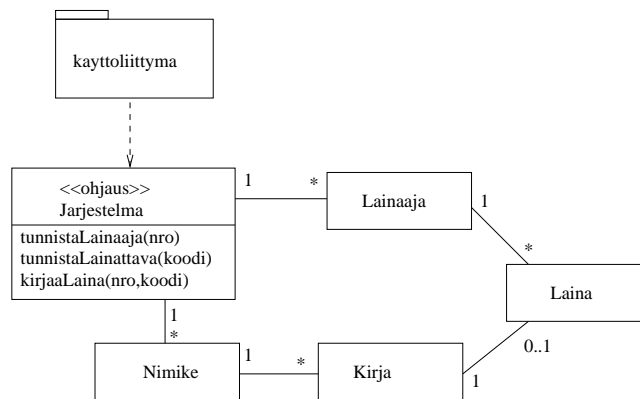 kayttoliittyma
<<ohjaus>>
Jarjestelma
tunnistaLainaaja(nro)
tunnistaLainattava(koodi)
kirjaaLaina(nro,koodi)
1
*
Lainaaja
1
*
Laina
0..1
1
*
Nimike
1
*
Kirja
1